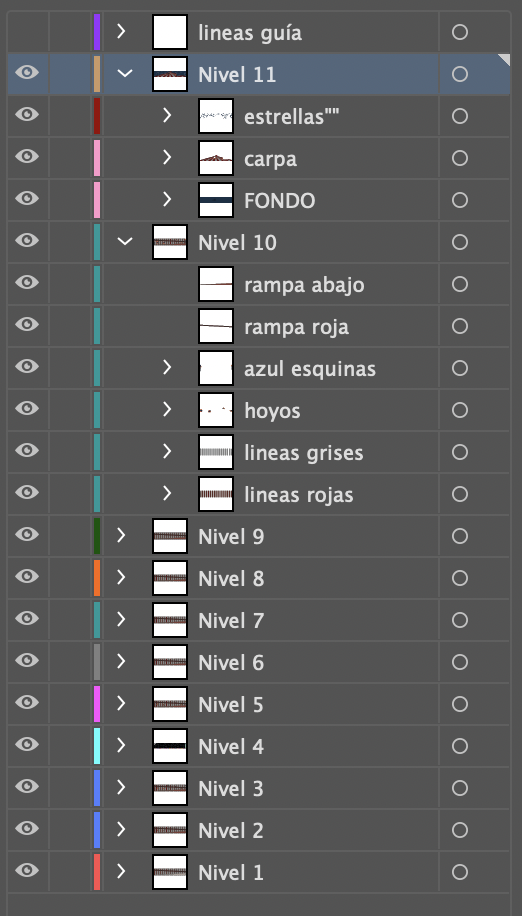 lineas guía
Nivel 11
estrellas""
carpa
FONDO
Nivel 10
rampa abajo
rampa roja
azul esquinas
hoyos
lineas grises
lineas rojas
Nivel 9
Nivel 8
Nivel 7
Nivel 6
Nivel 5
Nivel 4
Nivel 3
Nivel 2
Nivel 1